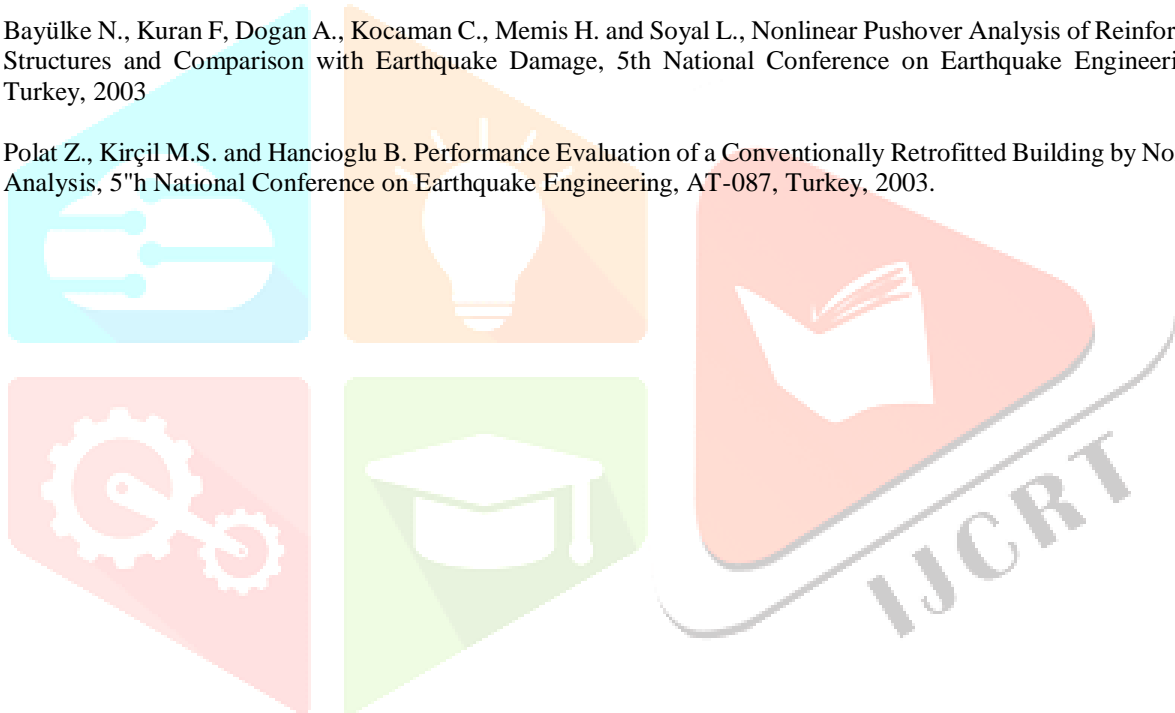 Bayülke N., Kuran F, Dogan A., Kocaman C., Memis H. and Soyal L., Nonlinear Pushover Analysis of Reinfor
Structures and Comparison with Earthquake Damage, 5th National Conference on Earthquake Engineeri
Turkey, 2003
Polat Z., Kirçil M.S. and Hancioglu B. Performance Evaluation of a Conventionally Retrofitted Building by No
Analysis, 5"h National Conference on Earthquake Engineering, AT-087, Turkey, 2003.
IJCRT